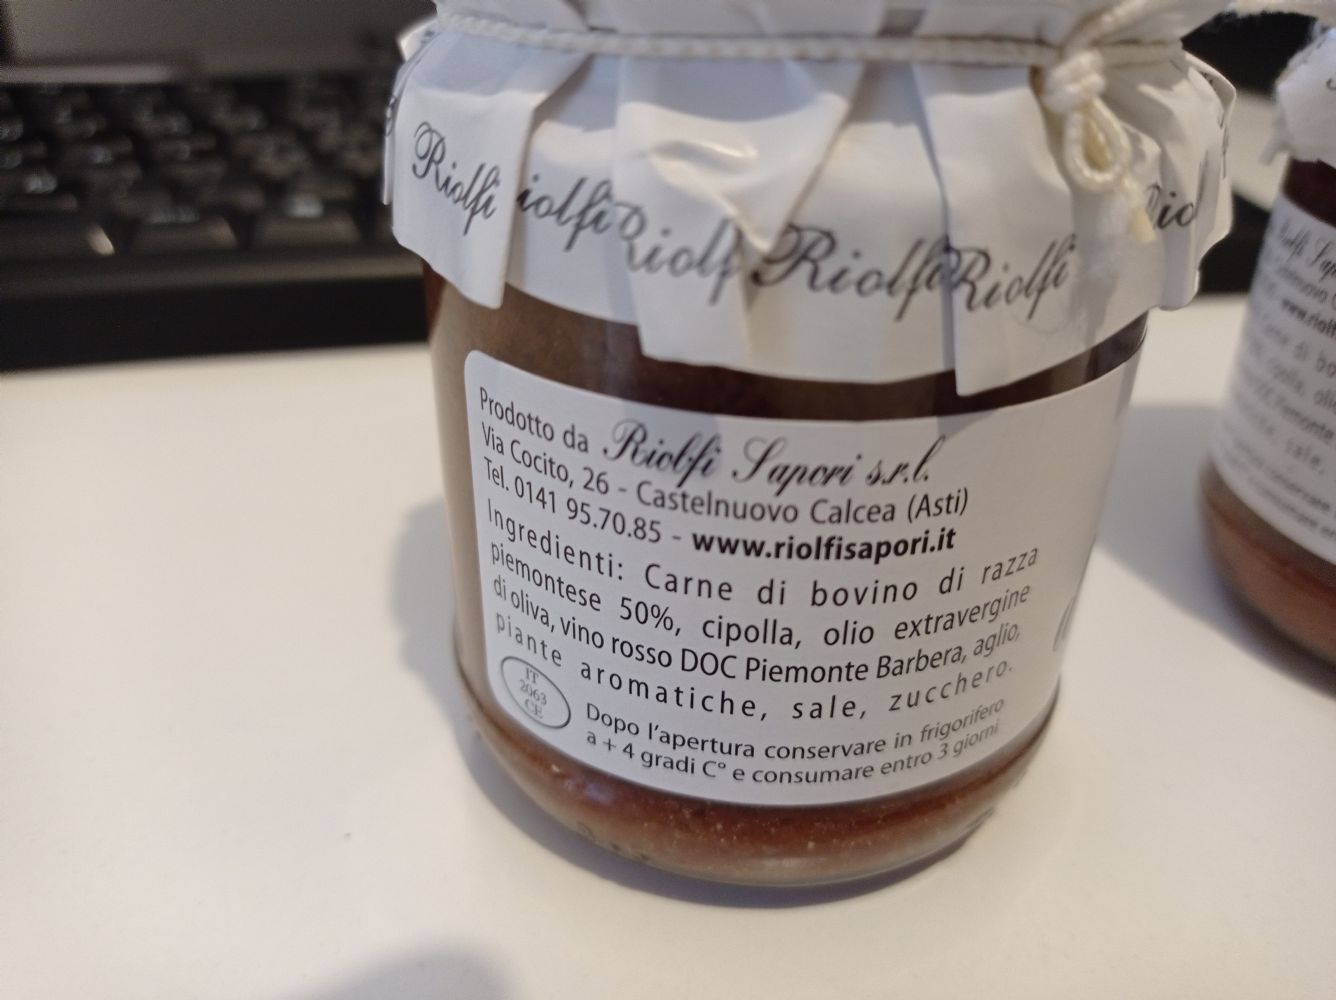 Riolfi iolfi Riolf Riolfi Riolfi Rio
Prodotto da Riolfi Sapori s.r.l.
Via Cocito, 26 - Castelnuovo Calcea (Asti)
Tel. 0141 95.70.85 - www.riolfisapori.it
Ingredienti: Carne di bovino di razza
piemontese 50%, cipolla, olio extravergine
di oliva, vino rosso DOC Piemonte Barbera, aglio,
piante aromatiche, sale, zucchero.
IT
2063
CE
Dopo l'apertura conservare in frigorifero
a + 4 gradi C° e consumare entro 3 giorni